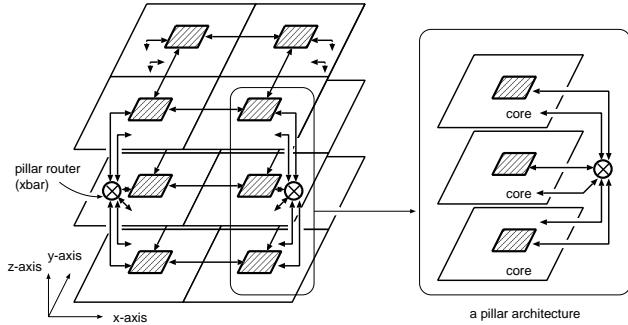 pillar router
(xbar)
z-axis
y-axis
x-axis
core
core
core
a pillar architecture